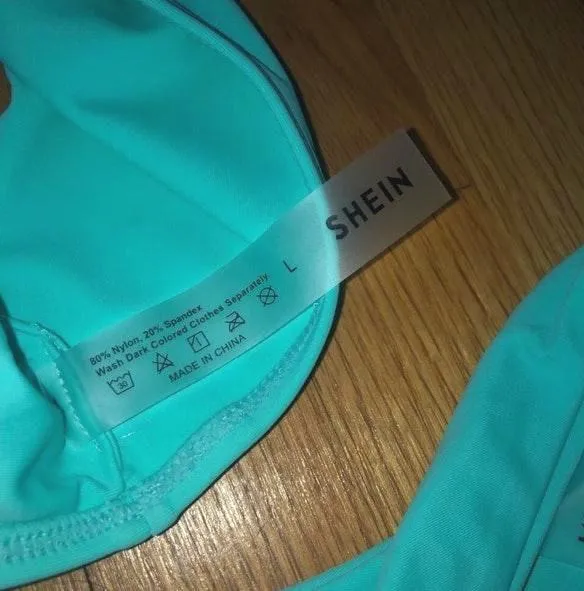 SHEIN
L
80% Nylon, 20% Spandex
Wash Dark Colored Clothes Separately
30
MADE IN CHINA